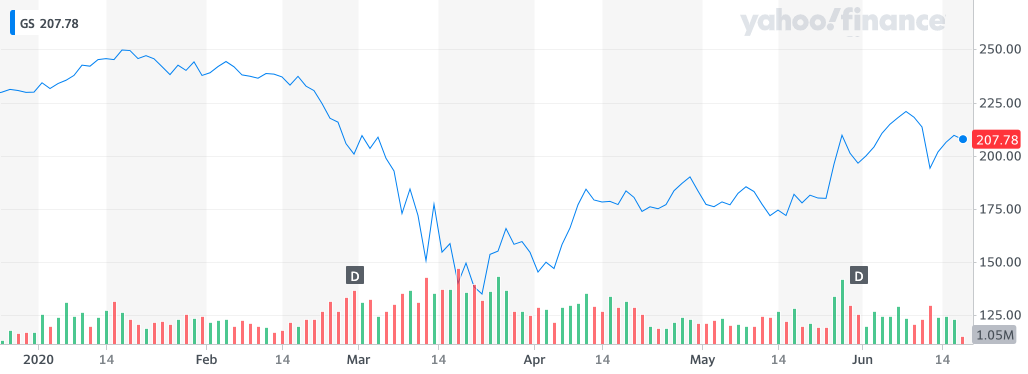 GS 207.78
yahoo!finance
250.00
225.00
207.78
200.00
175.00
150.00
D
D
125.00
1.05M
2020 14 Feb 14 Mar 14 Apr 14 May 14 Jun 14